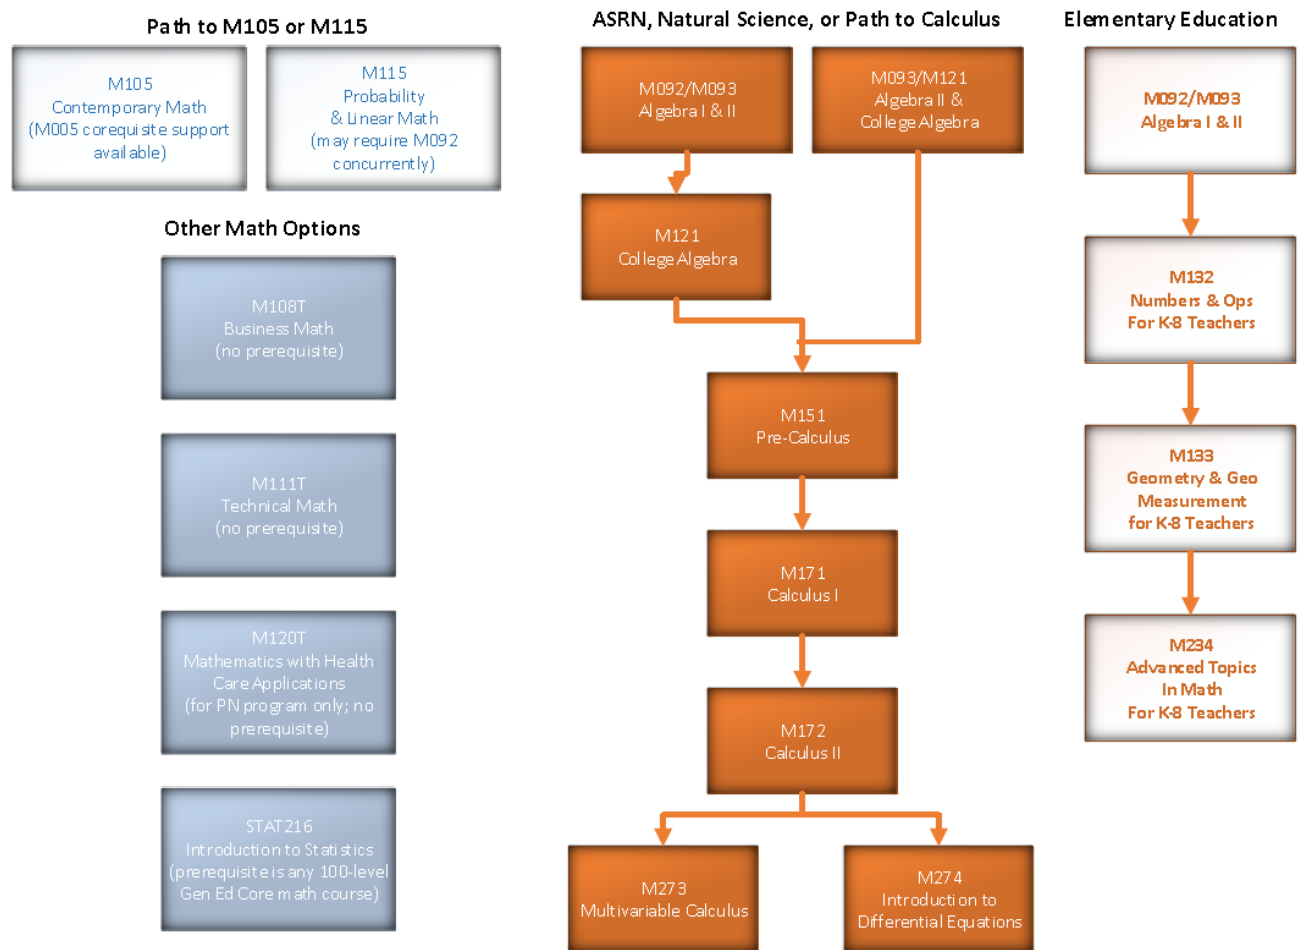 Path to M105 or M115
M105
Contemporary Math
(M005 corequisite support
available)
M115
Probability
& Linear Math
(may require M092
concurrently)
Other Math Options
M108T
Business Math
(no prerequisite)
M111T
Technical Math
(no prerequisite)
M120T
Mathematics with Health
Care Applications
(for PN program only; no
prerequisite)
STAT216
Introduction to Statistics
(prerequisite is any 100-level
Gen Ed Core math course)
ASRN, Natural Science, or Path to Calculus
M092/M093
Algebra I & II
M093/M121
Algebra II &
College Algebra
M121
College Algebra
M151
Pre-Calculus
M171
Calculus I
M172
Calculus II
M273
Multivariable Calculus
M274
Introduction to
Differential Equations
Elementary Education
M092/M093
Algebra I & II
M132
Numbers & Ops
For K-8 Teachers
M133
Geometry & Geo
Measurement
for K-8 Teachers
M234
Advanced Topics
In Math
For K-8 Teachers